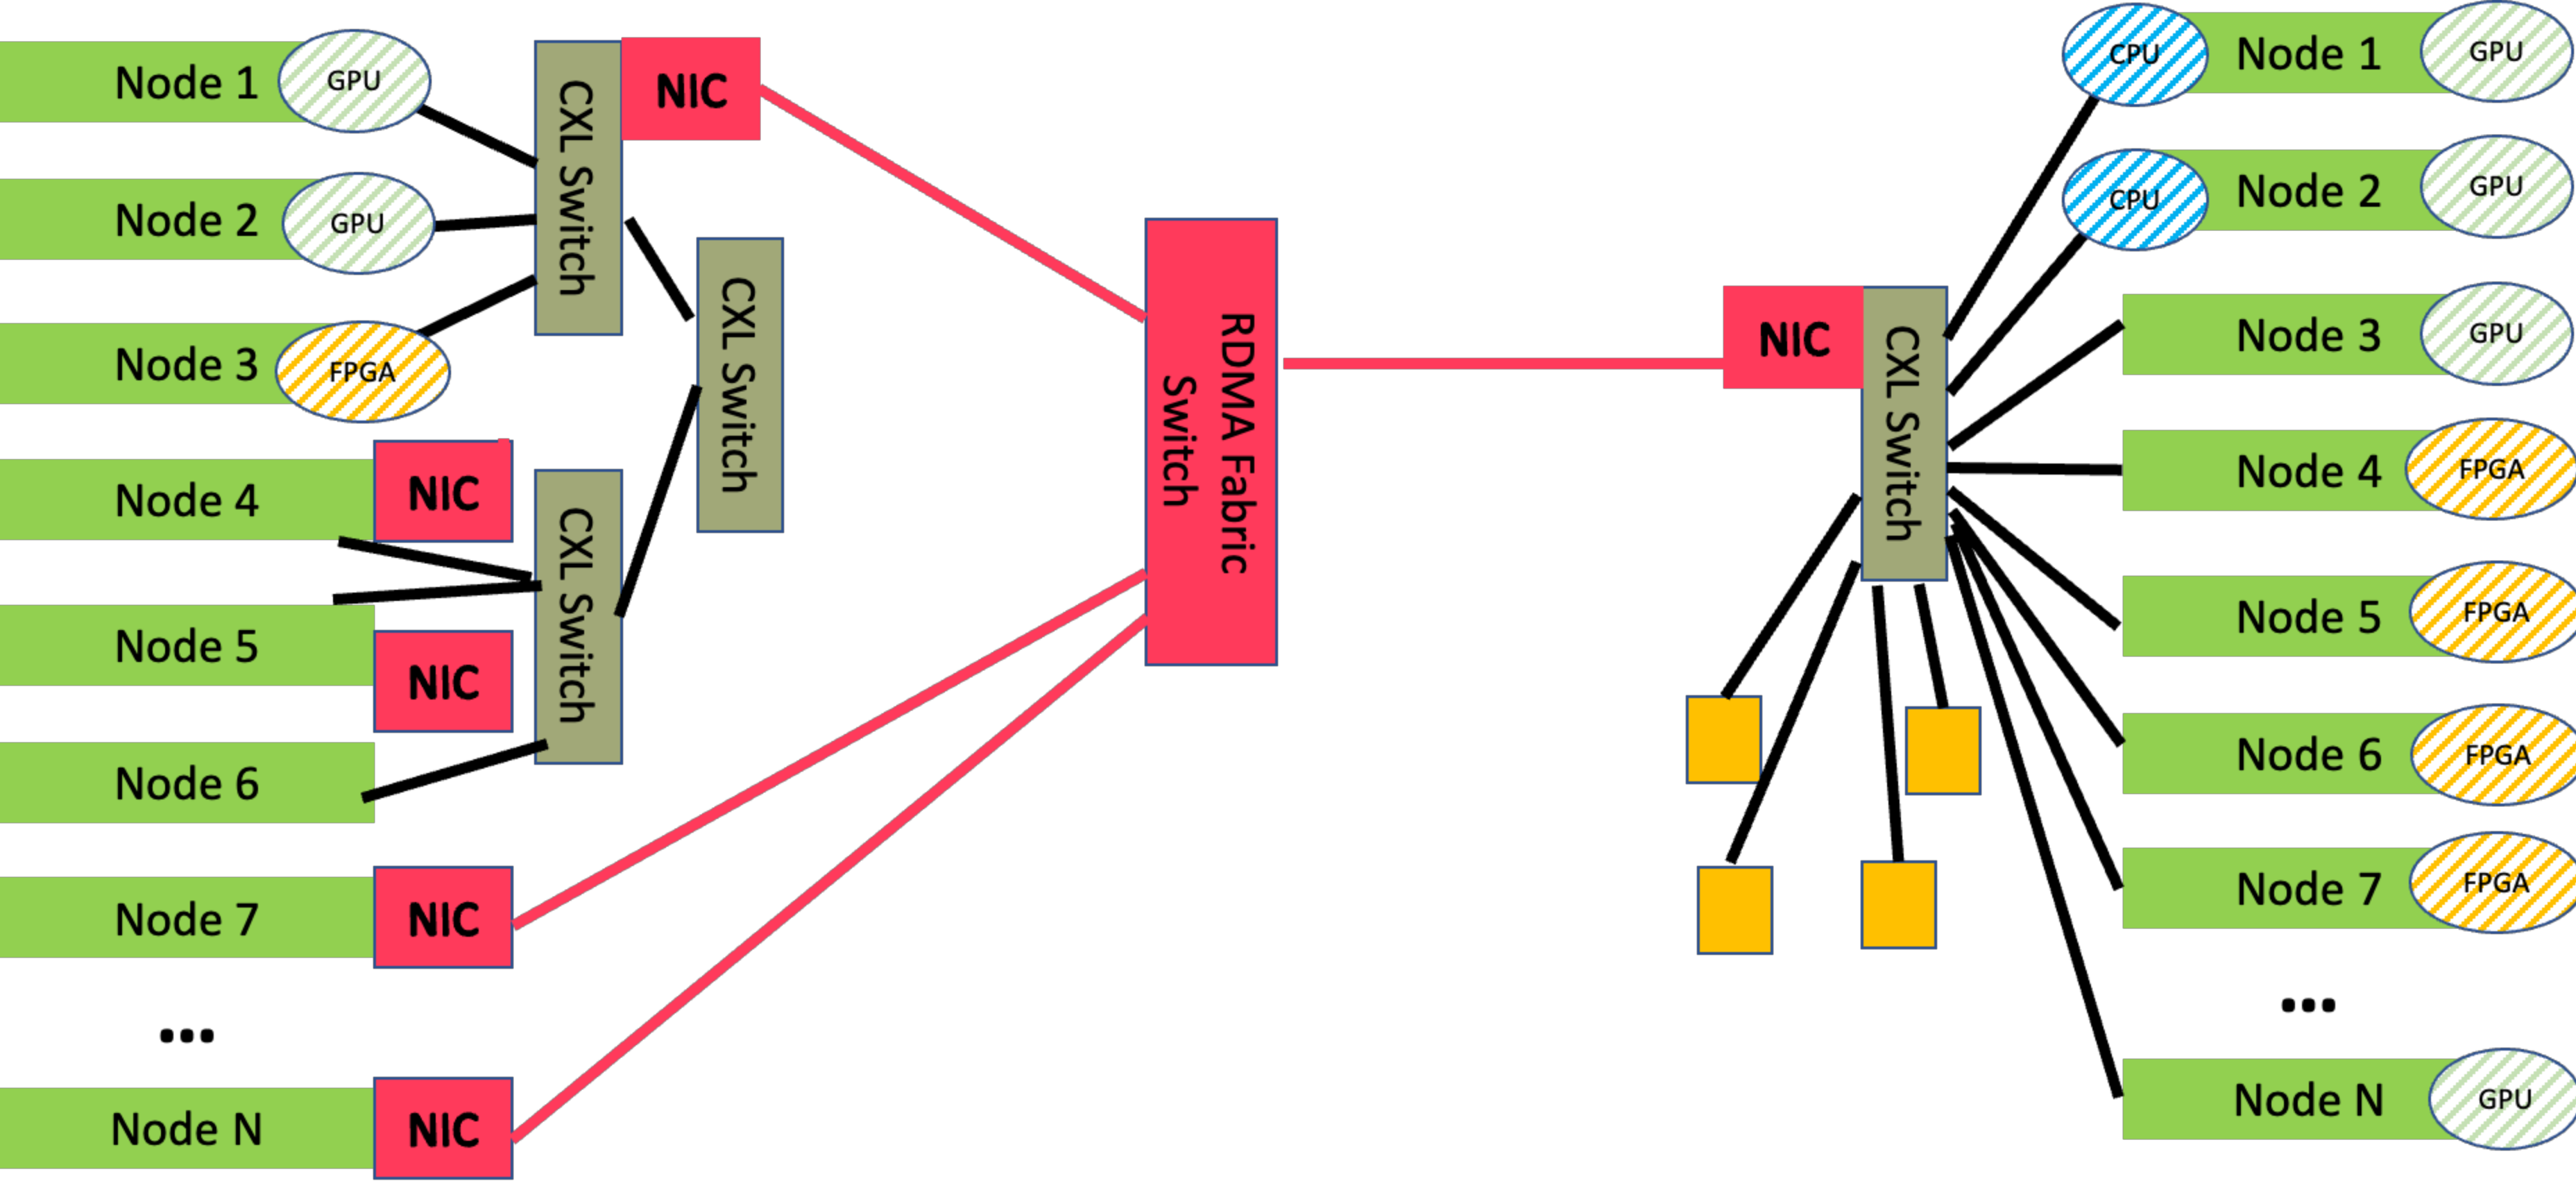 Node 1
GPU
Node 2
GPU
Node 3
FPGA
Node 4
NIC
Node 5
NIC
Node 6
Node 7
NIC
...
Node N
NIC
CXL Switch
NIC
CXL Switch
CXL Switch
RDMA Fabric
Switch
NIC
CXL Switch
CPU
Node 1
GPU
CPU
Node 2
GPU
Node 3
GPU
Node 4
FPGA
Node 5
FPGA
Node 6
FPGA
Node 7
FPGA
...
Node N
GPU